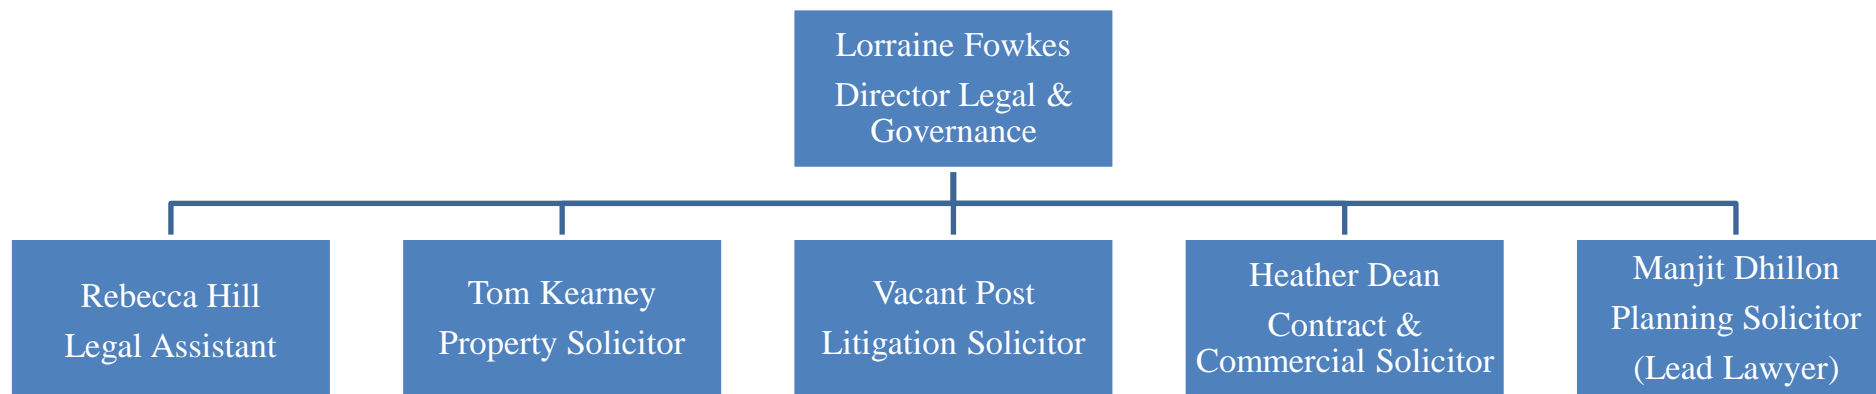 Lorraine Fowkes
Director Legal &
Governance
Rebecca Hill
Legal Assistant
Tom Kearney
Property Solicitor
Vacant Post
Litigation Solicitor
Heather Dean
Contract &
Commercial Solicitor
Manjit Dhillon
Planning Solicitor
(Lead Lawyer)